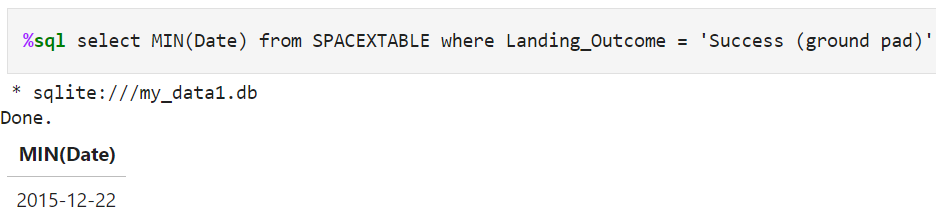 %sql select MIN(Date) from SPACEXTABLE where Landing_Outcome = 'Success (ground pad)'
* sqlite:///my_data1.db
Done.
MIN(Date)
2015-12-22